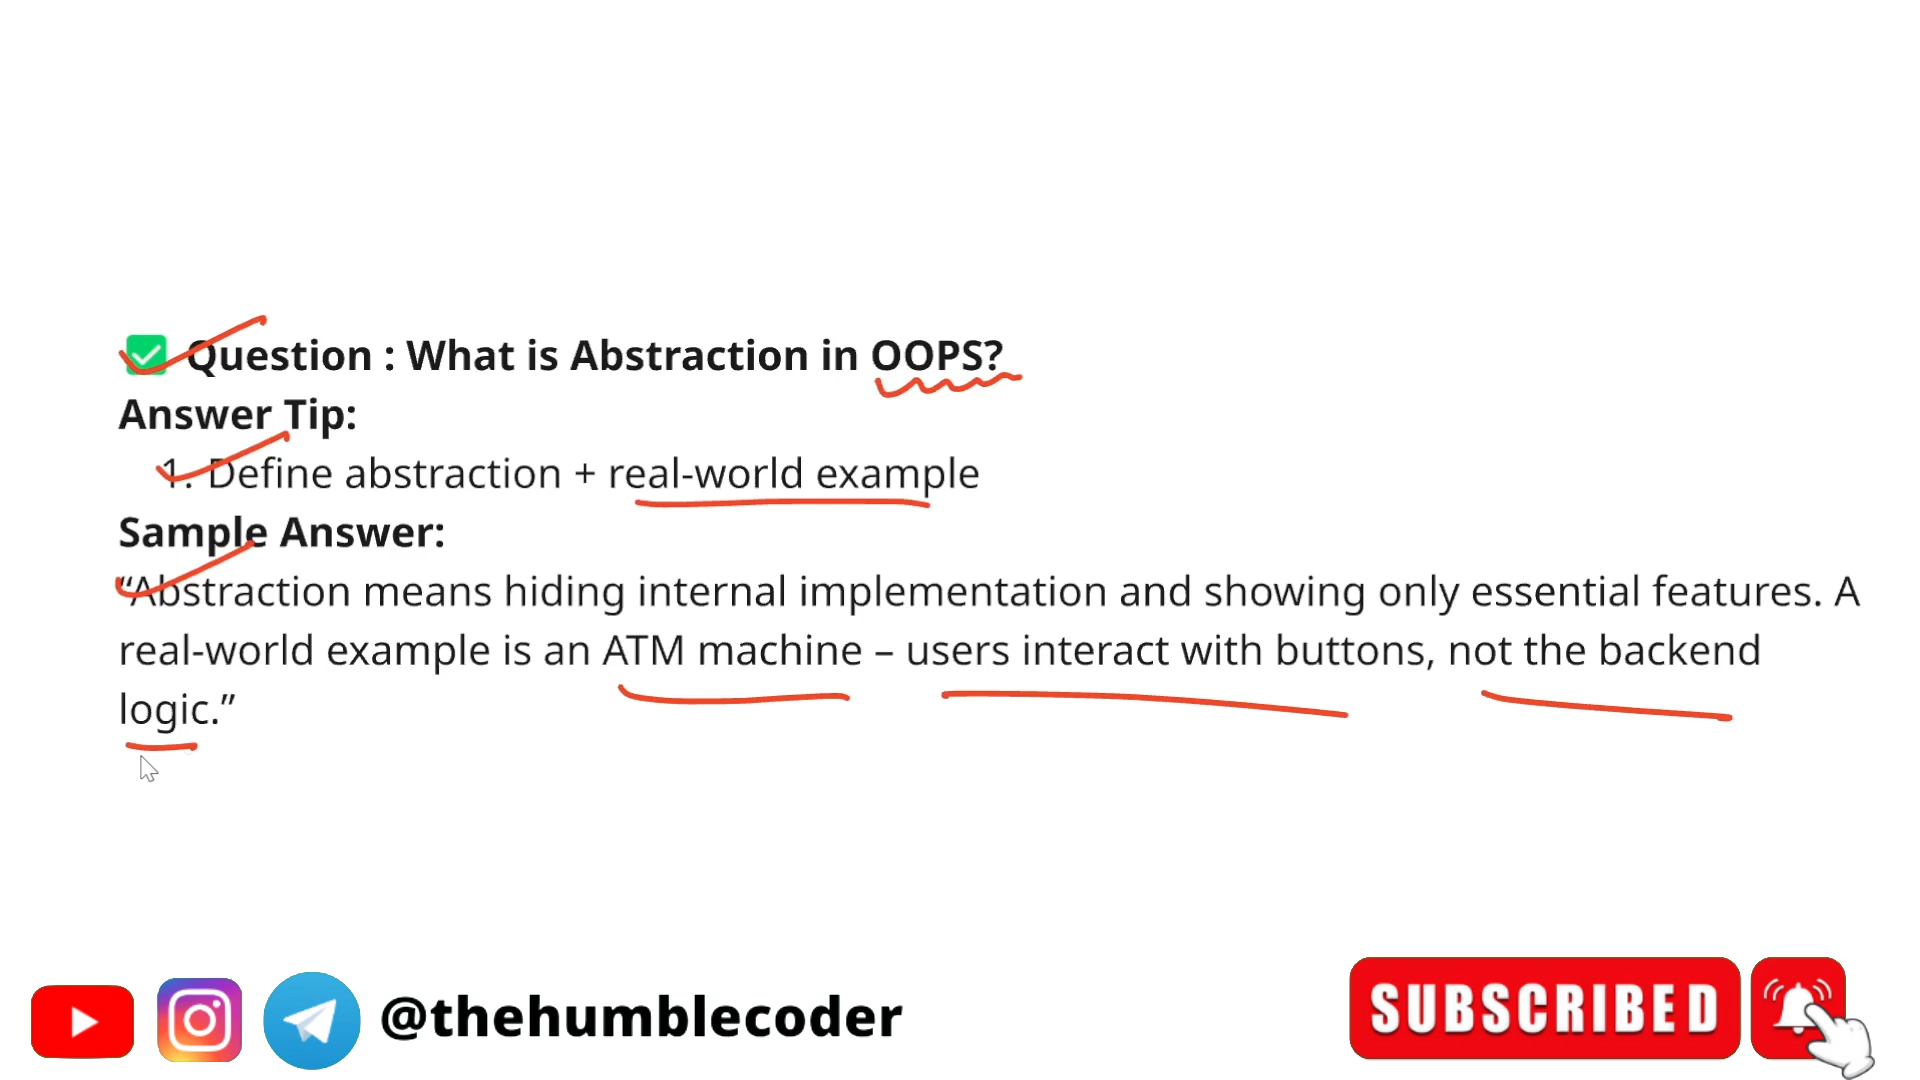 ✅ Question : What is Abstraction in OOPS?
Answer Tip:
1. Define abstraction + real-world example
Sample Answer:
“Abstraction means hiding internal implementation and showing only essential features. A
real-world example is an ATM machine – users interact with buttons, not the backend
logic.”
@thehumblecoder
SUBSCRIBED